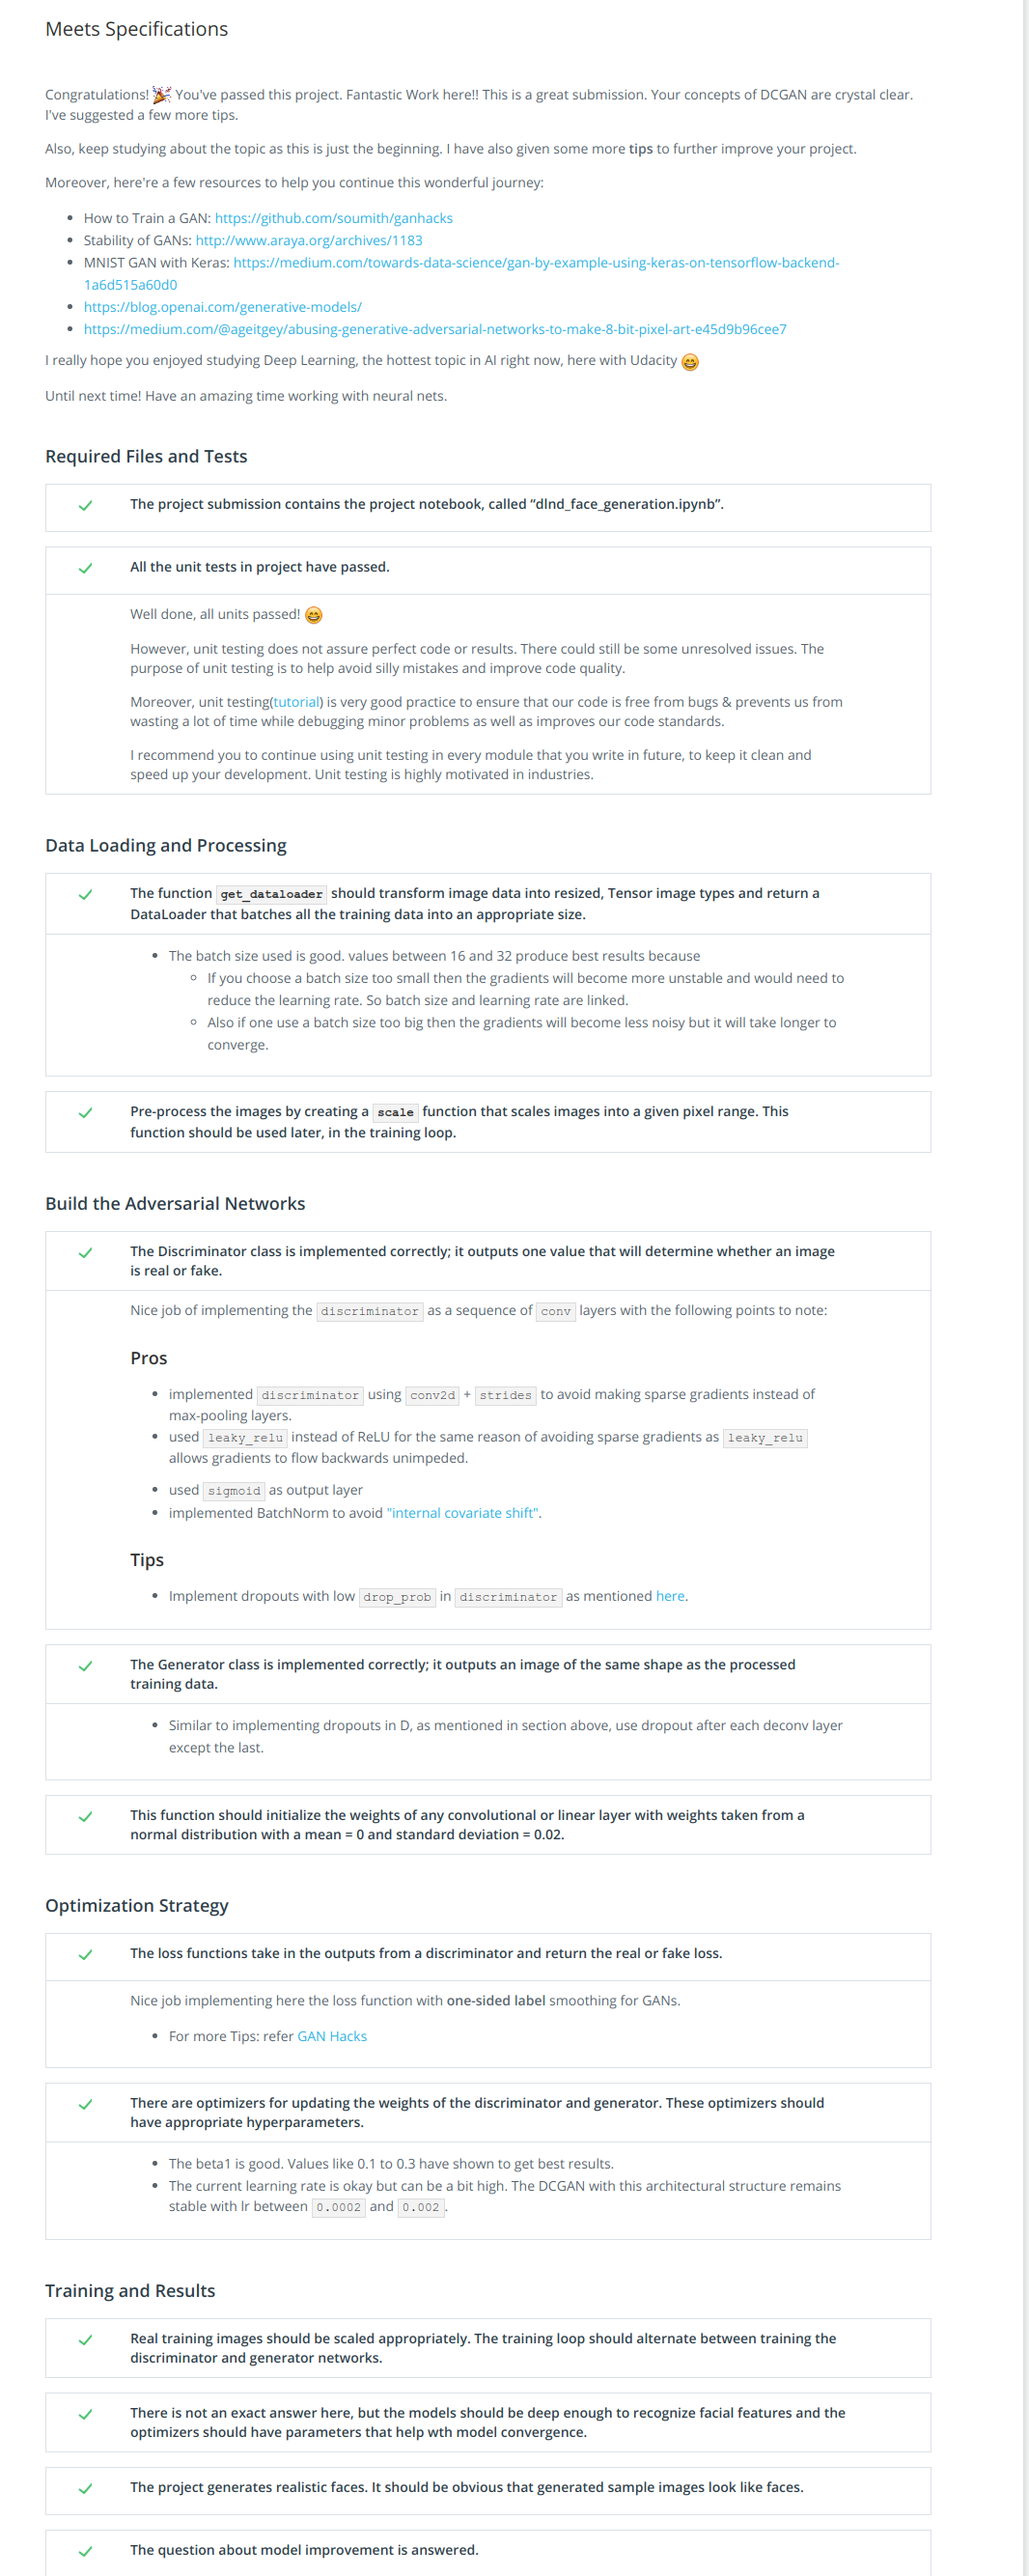 Meets Specifications
Congratulations! 🎉 You've passed this project. Fantastic Work here!! This is a great submission. Your concepts of DCGAN are crystal clear.
I've suggested a few more tips.
Also, keep studying about the topic as this is just the beginning. I have also given some more tips to further improve your project.
Moreover, here're a few resources to help you continue this wonderful journey:
• How to Train a GAN: https://github.com/soumith/ganhacks
• Stability of GANs: http://www.araya.org/archives/1183
• MNIST GAN with Keras: https://medium.com/towards-data-science/gan-by-example-using-keras-on-tensorflow-backend-
1a6d515a60d0
• https://blog.openai.com/generative-models/
• https://medium.com/@ageitgey/abusing-generative-adversarial-networks-to-make-8-bit-pixel-art-e45d9b96cee7
I really hope you enjoyed studying Deep Learning, the hottest topic in AI right now, here with Udacity 😄
Until next time! Have an amazing time working with neural nets.
Required Files and Tests
The project submission contains the project notebook, called “dlnd_face_generation.ipynb”.
All the unit tests in project have passed.
Well done, all units passed! 😄
However, unit testing does not assure perfect code or results. There could still be some unresolved issues. The
purpose of unit testing is to help avoid silly mistakes and improve code quality.
Moreover, unit testing(tutorial) is very good practice to ensure that our code is free from bugs & prevents us from
wasting a lot of time while debugging minor problems as well as improves our code standards.
I recommend you to continue using unit testing in every module that you write in future, to keep it clean and
speed up your development. Unit testing is highly motivated in industries.
Data Loading and Processing
The function get_dataloader should transform image data into resized, Tensor image types and return a
DataLoader that batches all the training data into an appropriate size.
• The batch size used is good. values between 16 and 32 produce best results because
◦ If you choose a batch size too small then the gradients will become more unstable and would need to
reduce the learning rate. So batch size and learning rate are linked.
◦ Also if one use a batch size too big then the gradients will become less noisy but it will take longer to
converge.
Pre-process the images by creating a scale function that scales images into a given pixel range. This
function should be used later, in the training loop.
Build the Adversarial Networks
The Discriminator class is implemented correctly; it outputs one value that will determine whether an image
is real or fake.
Nice job of implementing the discriminator as a sequence of conv layers with the following points to note:
Pros
• implemented discriminator using conv2d + strides to avoid making sparse gradients instead of
max-pooling layers.
• used leaky_relu instead of ReLU for the same reason of avoiding sparse gradients as leaky_relu
allows gradients to flow backwards unimpeded.
• used sigmoid as output layer
• implemented BatchNorm to avoid "internal covariate shift".
Tips
• Implement dropouts with low drop_prob in discriminator as mentioned here.
The Generator class is implemented correctly; it outputs an image of the same shape as the processed
training data.
• Similar to implementing dropouts in D, as mentioned in section above, use dropout after each deconv layer
except the last.
This function should initialize the weights of any convolutional or linear layer with weights taken from a
normal distribution with a mean = 0 and standard deviation = 0.02.
Optimization Strategy
The loss functions take in the outputs from a discriminator and return the real or fake loss.
Nice job implementing here the loss function with one-sided label smoothing for GANs.
• For more Tips: refer GAN Hacks
There are optimizers for updating the weights of the discriminator and generator. These optimizers should
have appropriate hyperparameters.
• The beta1 is good. Values like 0.1 to 0.3 have shown to get best results.
• The current learning rate is okay but can be a bit high. The DCGAN with this architectural structure remains
stable with lr between 0.0002 and 0.002.
Training and Results
Real training images should be scaled appropriately. The training loop should alternate between training the
discriminator and generator networks.
There is not an exact answer here, but the models should be deep enough to recognize facial features and the
optimizers should have parameters that help wth model convergence.
The project generates realistic faces. It should be obvious that generated sample images look like faces.
The question about model improvement is answered.